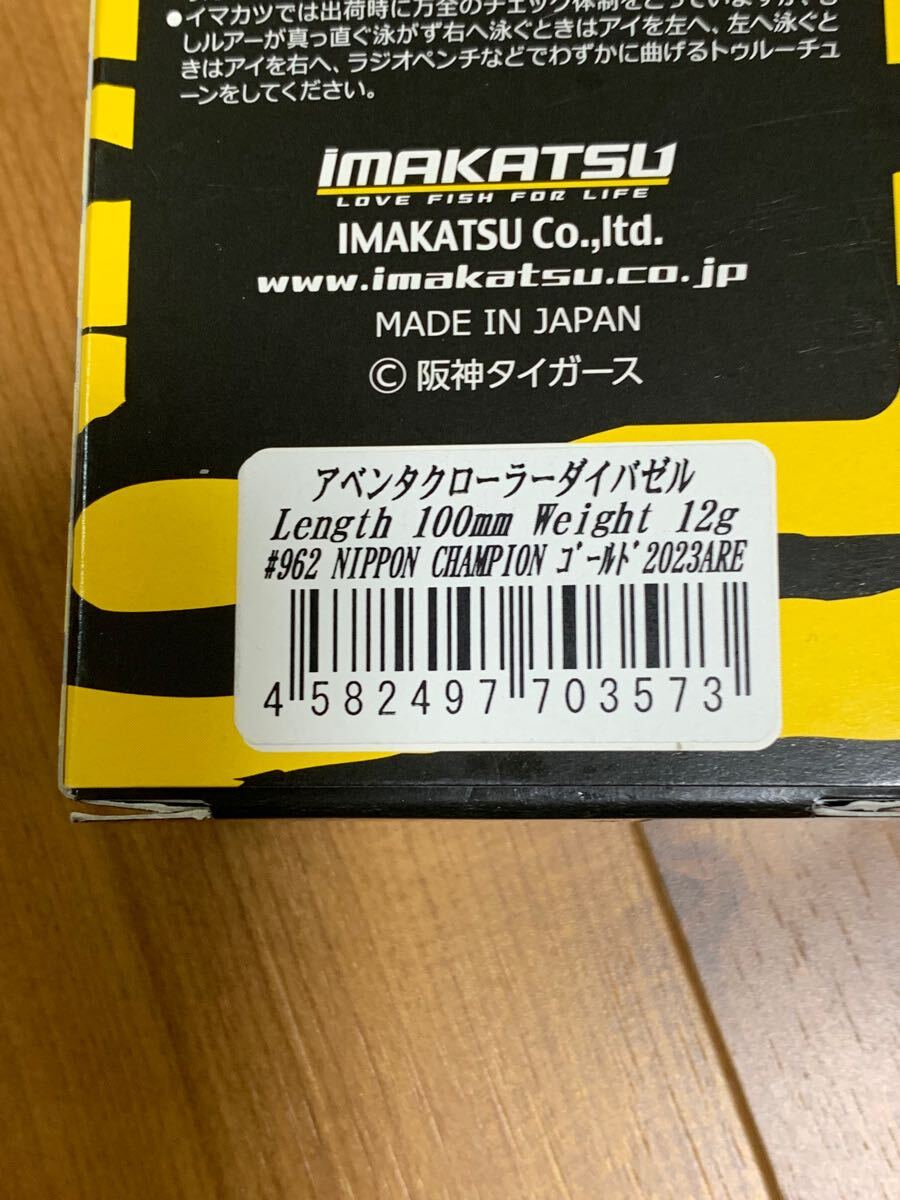 ●イマカツでは出荷時に万全のチェック体制をとっていますが、も
しルアーが真っ直ぐ泳がず右へ泳ぐときはアイを左へ、左へ泳ぐと
きはアイを右へ、ラジオペンチなどでわずかに曲げるトゥルーチュ
ーンをしてください。
iMAKATSU
LOVE FISH FOR LIFE
IMAKATSU Co.,ltd.
www.imakatsu.co.jp
MADE IN JAPAN
© 阪神タイガース
アベンタクローラーダイバゼル
Length 100mm Weight 12g
#962 NIPPON CHAMPION ｺﾞｰﾙﾄﾞ2023ARE
4 582497 703573